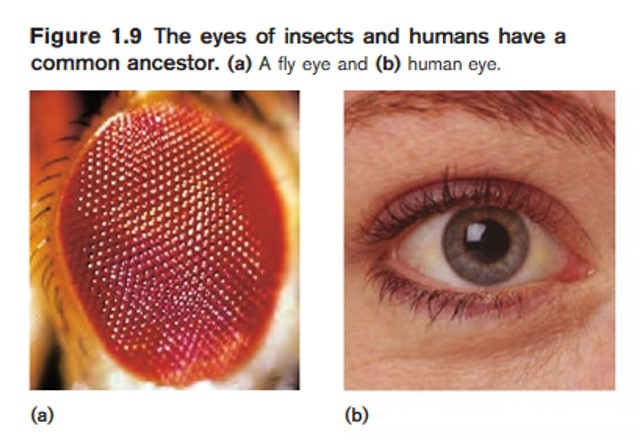 Figure 1.9 The eyes of insects and humans have a
common ancestor. (a) A fly eye and (b) human eye.
(a)
(b)